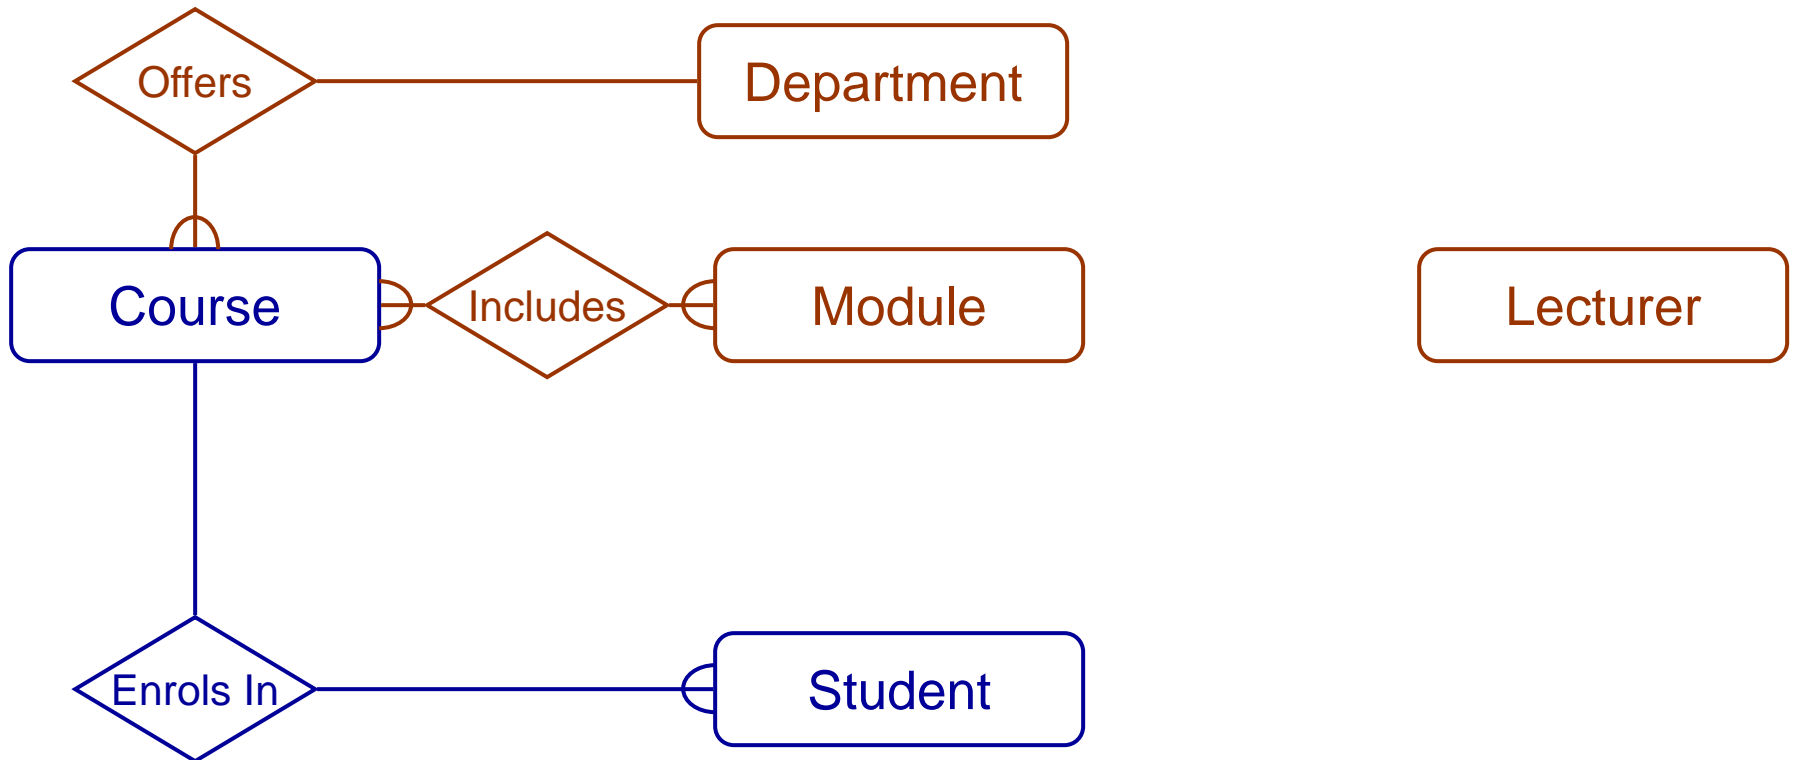 Offers
Department
Course
Includes
Module
Lecturer
Enrols In
Student